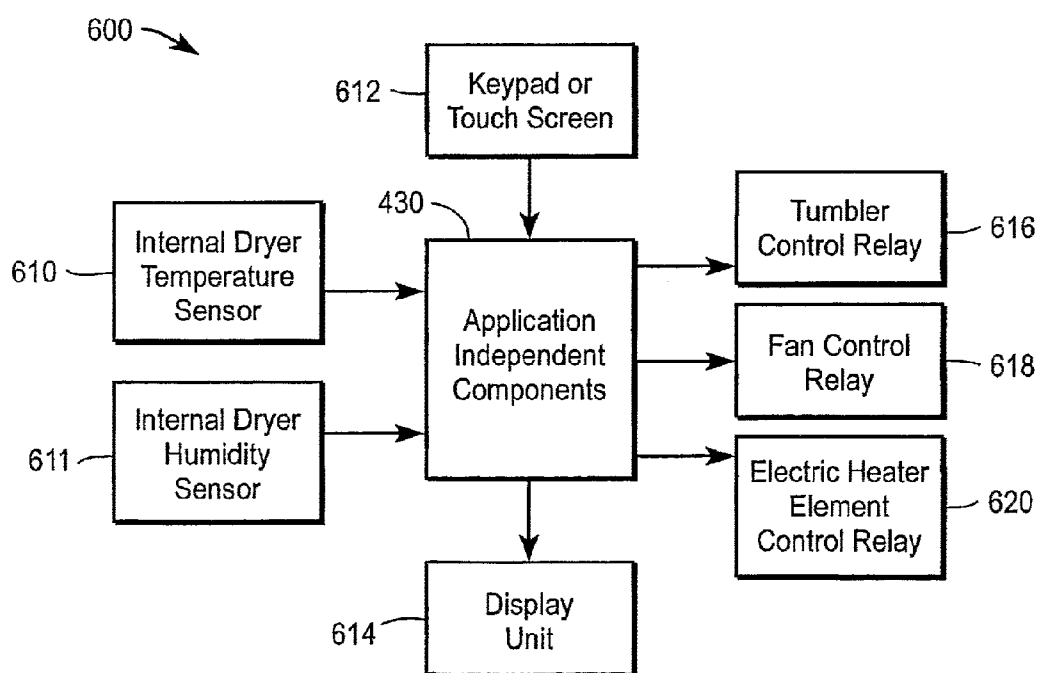 600
612
Keypad or
Touch Screen
430
610
Internal Dryer
Temperature
Sensor
611
Internal Dryer
Humidity
Sensor
Application
Independent
Components
Tumbler
Control Relay
616
Fan Control
Relay
618
Electric Heater
Element
Control Relay
620
614
Display
Unit